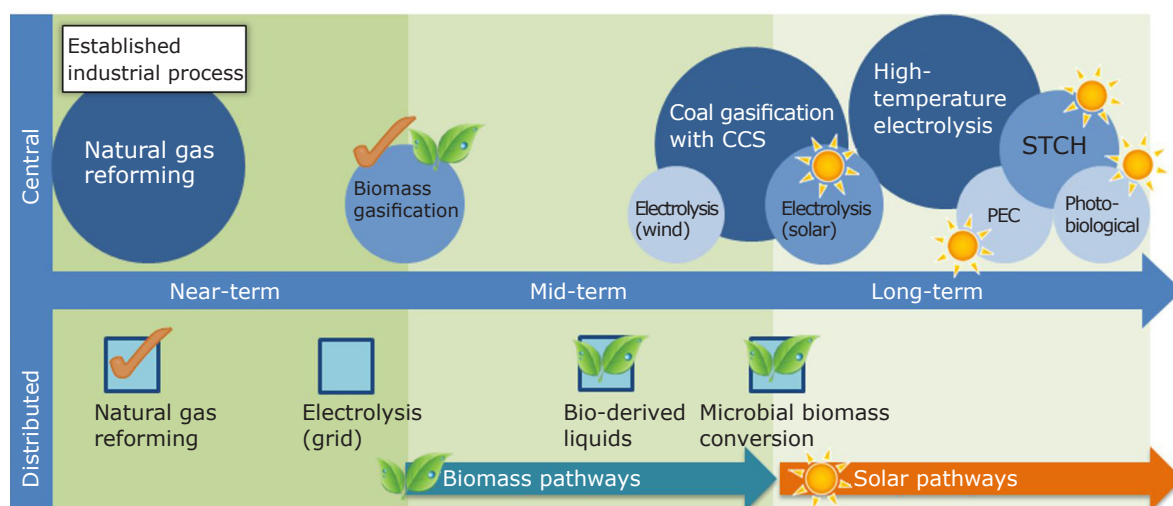 Established
industrial process
Central
Natural gas
reforming
Biomass
gasification
Coal gasification
with CCS
Electrolysis
(wind)
Electrolysis
(solar)
High-
temperature
electrolysis
STCH
PEC
Photo-
biological
Near-term
Mid-term
Long-term
Distributed
Natural gas
reforming
Electrolysis
(grid)
Bio-derived
liquids
Microbial biomass
conversion
Biomass pathways
Solar pathways